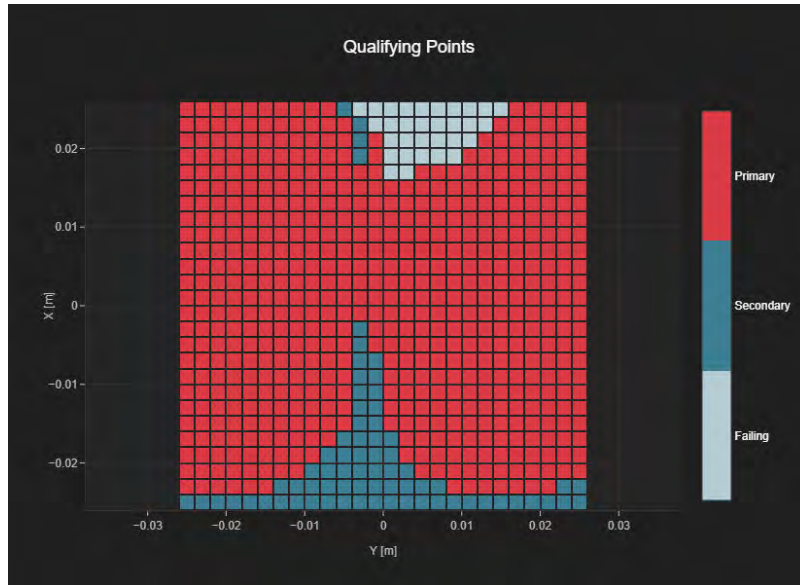 Qualifying Points
Primary
Secondary
Failing
X [m]
0.02
0.01
0
−0.01
−0.02
−0.03
−0.02
−0.01
0
0.01
0.02
0.03
Y [m]